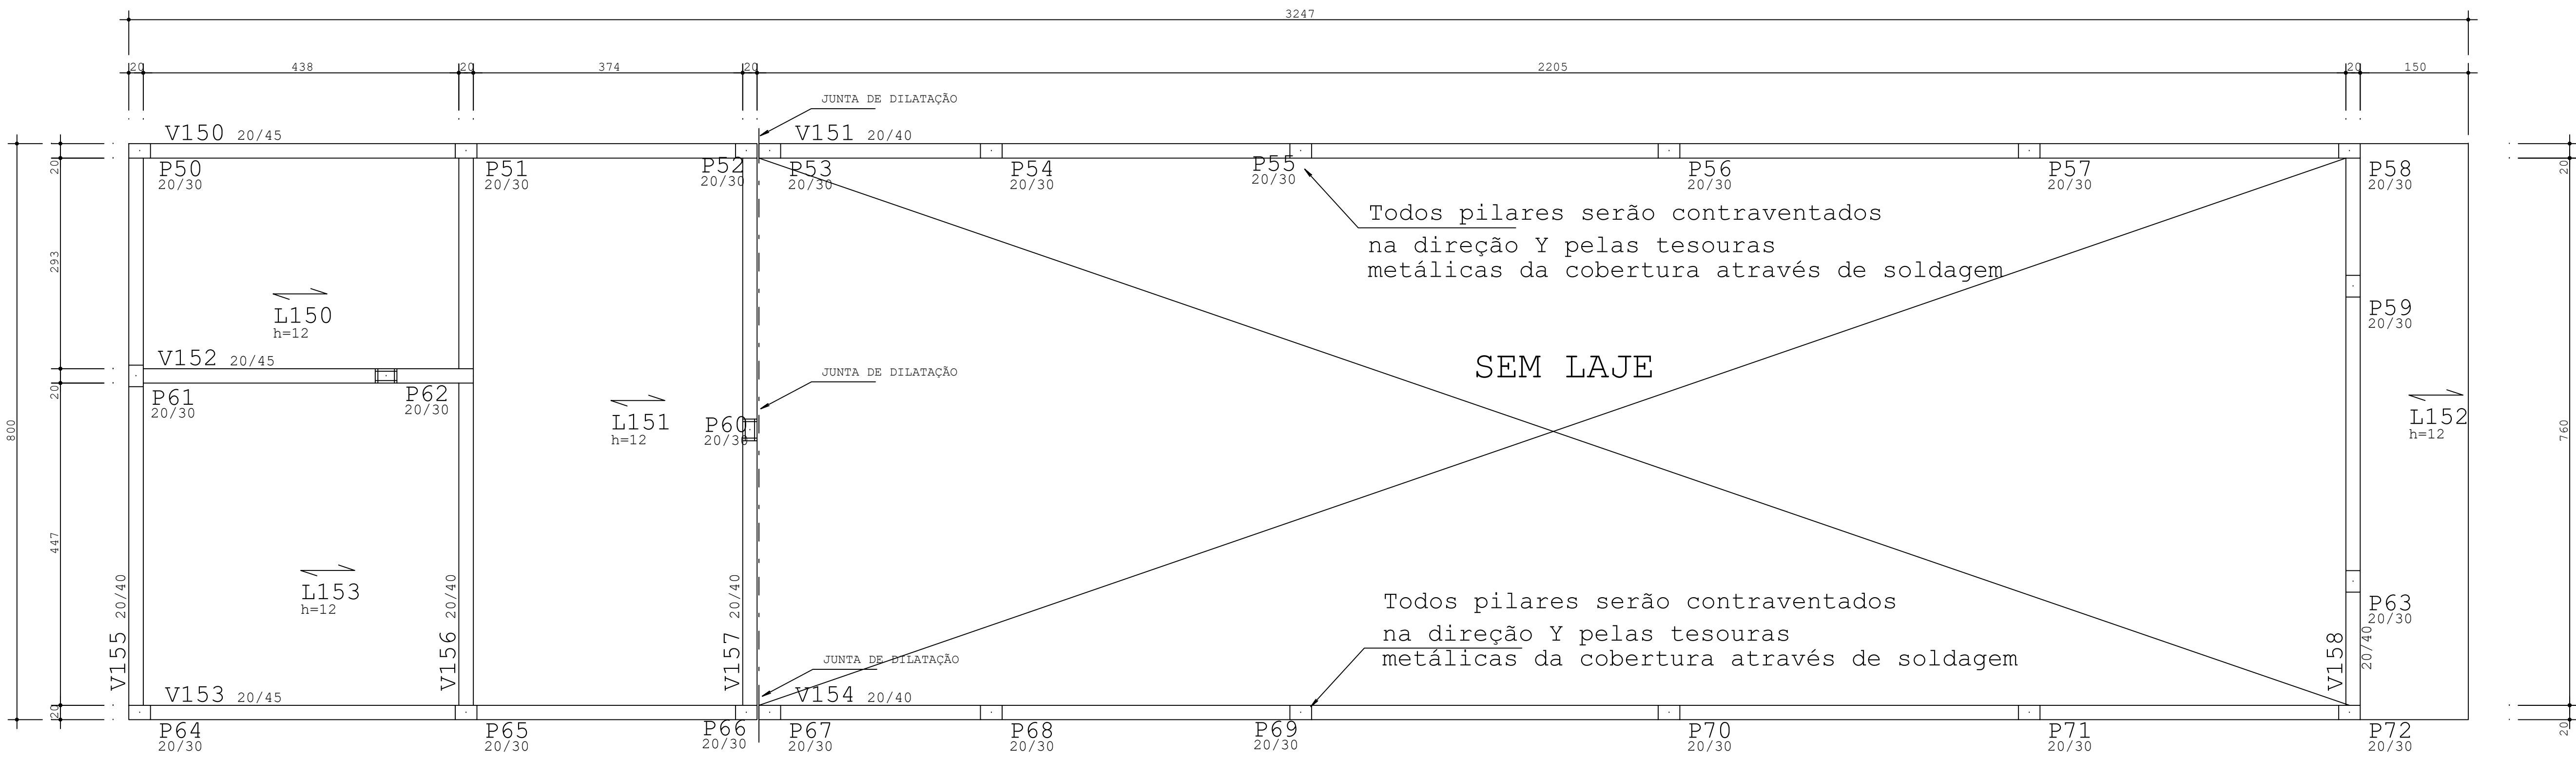 3247
20
438
20
374
20
2205
20
150
JUNTA DE DILATAÇÃO
V150 20/45
V151 20/40
P50
20/30
P51
20/30
P52
20/30
P53
20/30
P54
20/30
P55
20/30
P56
20/30
P57
20/30
P58
20/30
20
20
Todos pilares serão contraventados
na direção Y pelas tesouras
metálicas da cobertura através de soldagem
293
L150
h=12
P59
20/30
V152 20/45
SEM LAJE
JUNTA DE DILATAÇÃO
20
P61
20/30
P62
20/30
800
L151
h=12
P60
20/30
L152
h=12
760
447
L153
h=12
V155 20/40
V156 20/40
V157 20/40
Todos pilares serão contraventados
na direção Y pelas tesouras
metálicas da cobertura através de soldagem
P63
20/30
V158 20/40
JUNTA DE DILATAÇÃO
V153 20/45
V154 20/40
20
20
P64
20/30
P65
20/30
P66
20/30
P67
20/30
P68
20/30
P69
20/30
P70
20/30
P71
20/30
P72
20/30